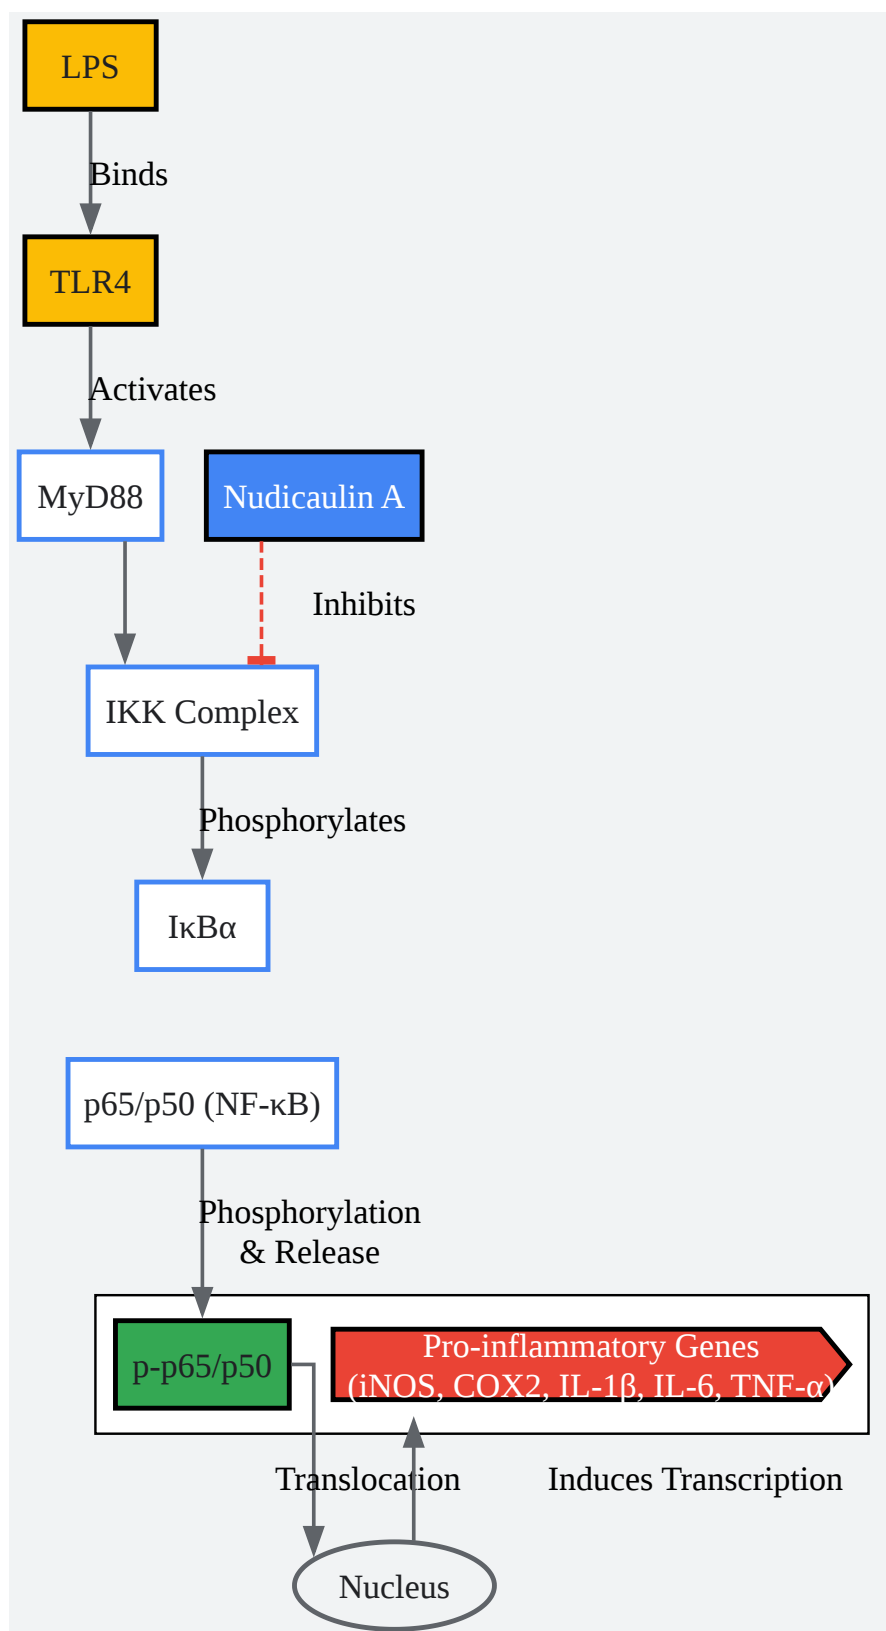 LPS
Binds
TLR4
Activates
MyD88
Nudicaulin A
Inhibits
IKK Complex
Phosphorylates
IκBα
p65/p50 (NF-κB)
Phosphorylation
& Release
p-p65/p50
Pro-inflammatory Genes
(iNOS, COX2, IL-1β, IL-6, TNF-α)
Translocation
Induces Transcription
Nucleus